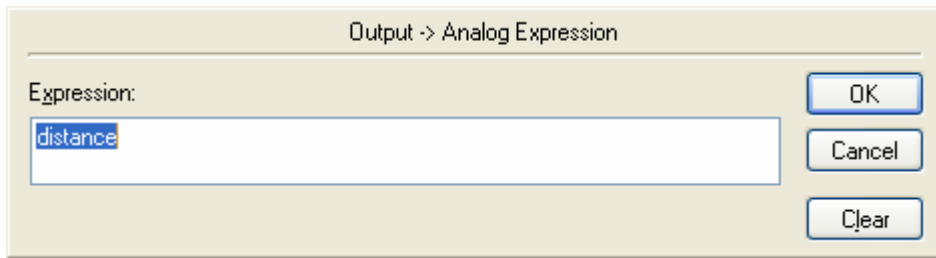 Output -> Analog Expression
Expression:
distance
OK
Cancel
Clear